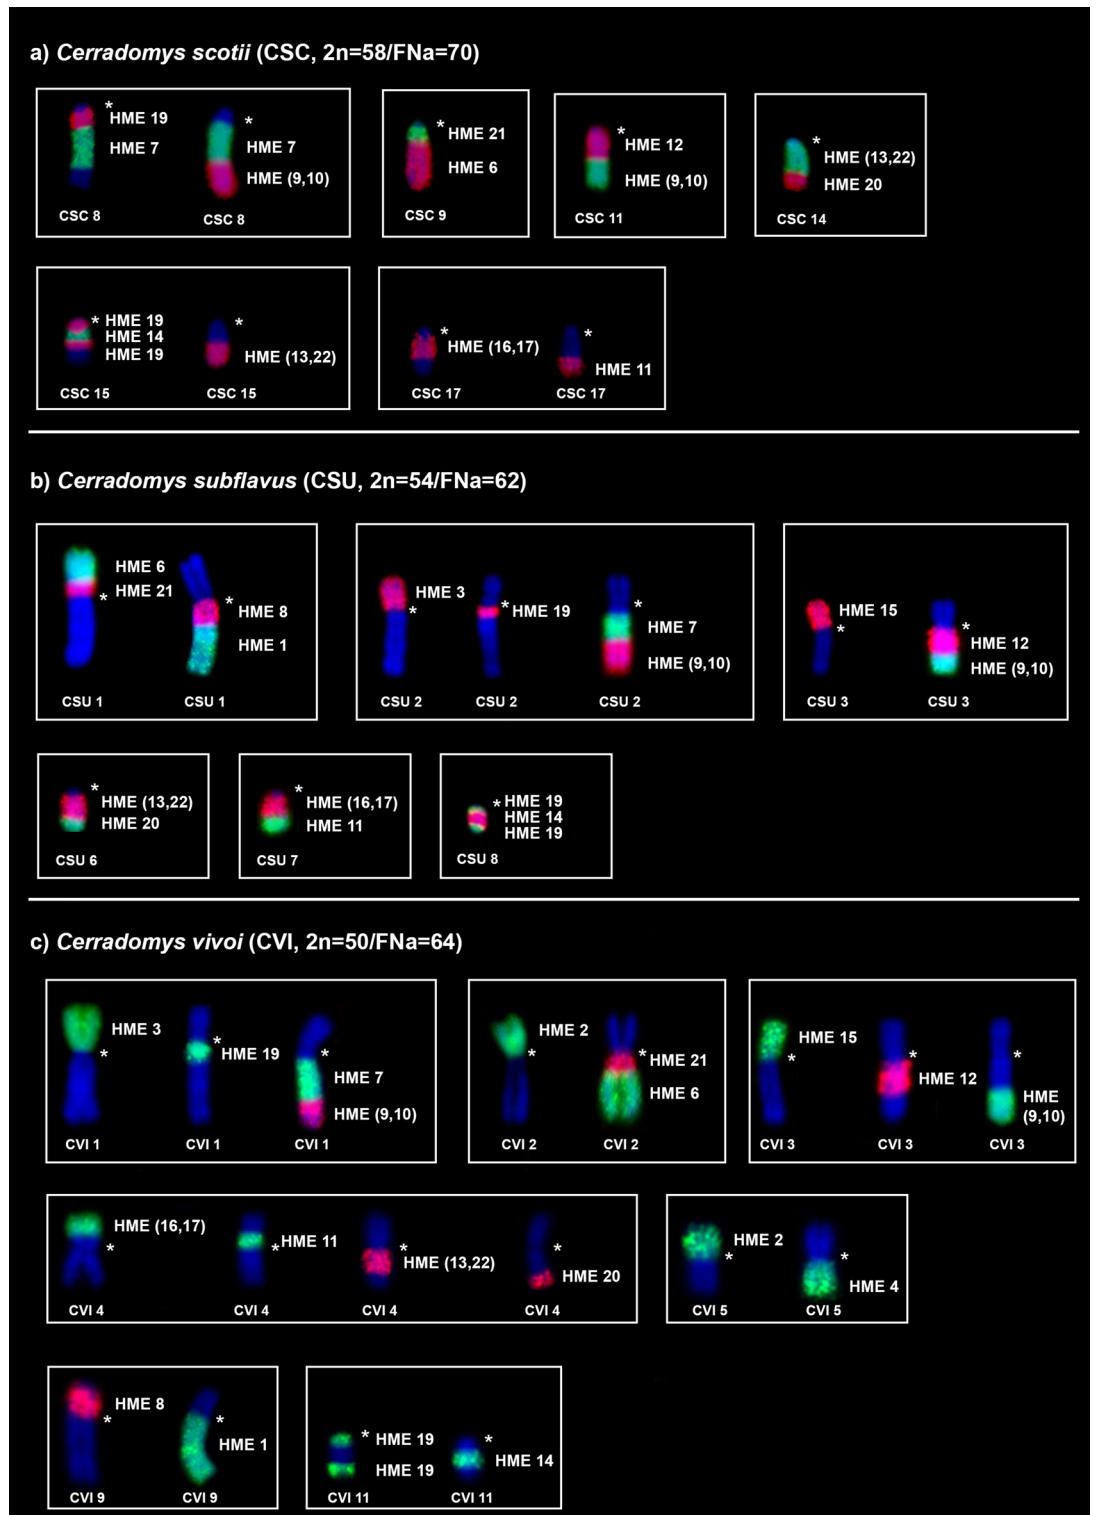 a) Cerradomys scotii (CSC, 2n=58/FNa=70)
* HME 19
HME 7
CSC 8
*
HME 7
HME (9,10)
CSC 8
* HME 21
HME 6
CSC 9
* HME 12
HME (9,10)
CSC 11
*
HME (13,22)
HME 20
CSC 14
* HME 19
HME 14
HME 19
CSC 15
*
HME (13,22)
CSC 15
*
HME (16,17)
CSC 17
*
HME 11
CSC 17
b) Cerradomys subflavus (CSU, 2n=54/FNa=62)
HME 6
HME 21
*
CSU 1
*
HME 8
HME 1
CSU 1
HME 3
*
CSU 2
* HME 19
CSU 2
*
HME 7
HME (9,10)
CSU 2
HME 15
*
CSU 3
*
HME 12
HME (9,10)
CSU 3
*
HME (13,22)
HME 20
CSU 6
*
HME (16,17)
HME 11
CSU 7
* HME 19
HME 14
HME 19
CSU 8
c) Cerradomys vivoi (CVI, 2n=50/FNa=64)
HME 3
*
CVI 1
*
HME 19
CVI 1
*
HME 7
HME (9,10)
CVI 1
HME 2
*
CVI 2
* HME 21
HME 6
CVI 2
HME 15
*
CVI 3
*
HME 12
CVI 3
*
HME
(9,10)
CVI 3
HME (16,17)
*
CVI 4
HME 11
*
CVI 4
*
HME (13,22)
CVI 4
*
HME 20
CVI 4
HME 2
*
CVI 5
*
HME 4
CVI 5
HME 8
*
CVI 9
*
HME 1
CVI 9
* HME 19
HME 19
CVI 11
*
HME 14
CVI 11